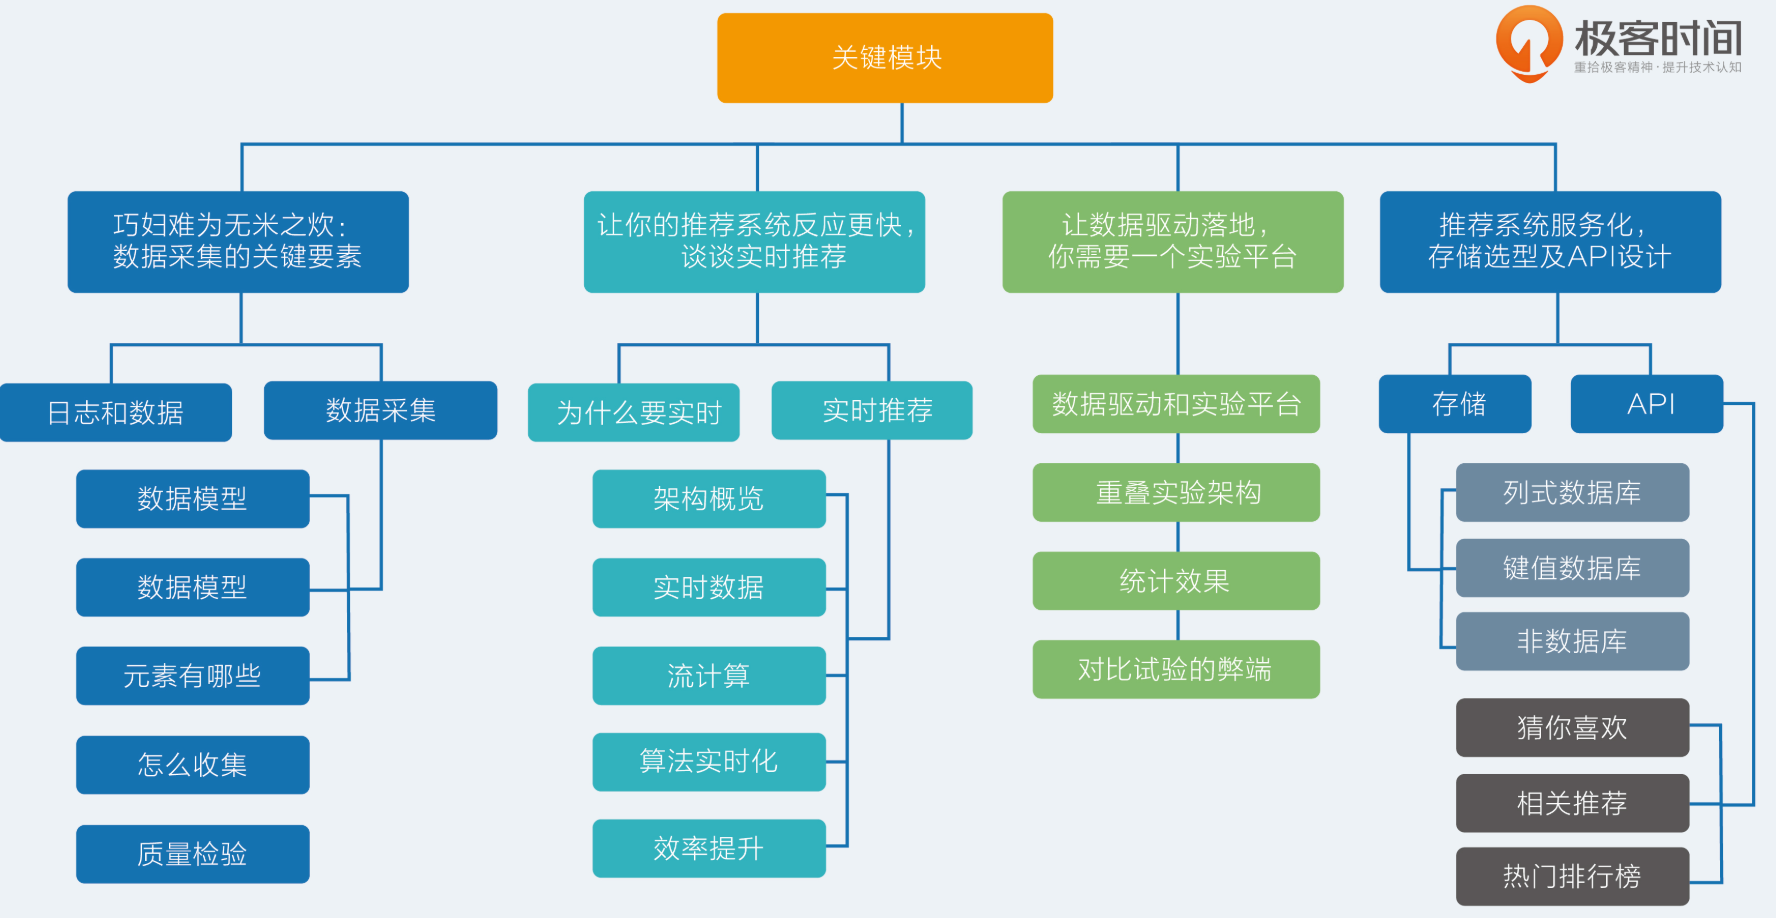 极客时间
重拾极客精神·提升技术认知
关键模块
巧妇难为无米之炊：
数据采集的关键要素
让你的推荐系统反应更快，
谈谈实时推荐
让数据驱动落地，
你需要一个实验平台
推荐系统服务化，
存储选型及API设计
日志和数据
数据采集
数据模型
数据模型
元素有哪些
怎么收集
质量检验
为什么要实时
实时推荐
架构概览
实时数据
流计算
算法实时化
效率提升
数据驱动和实验平台
重叠实验架构
统计效果
对比试验的弊端
存储
API
列式数据库
键值数据库
非数据库
猜你喜欢
相关推荐
热门排行榜